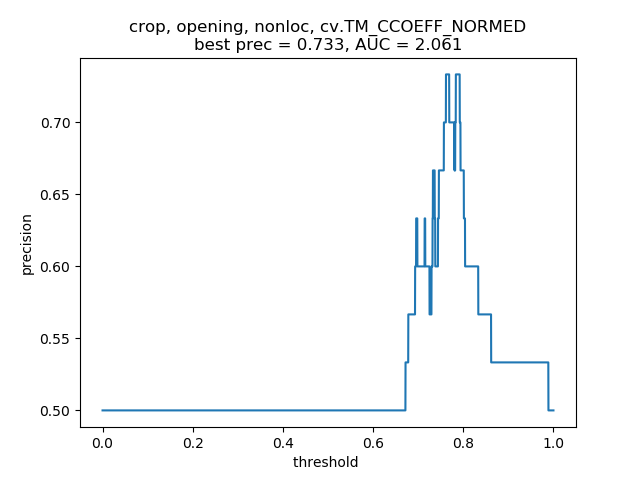 crop, opening, nonloc, cv.TM_CCOEFF_NORMED
best prec = 0.733, AUC = 2.061
precision
0.70
0.65
0.60
0.55
0.50
0.0 0.2 0.4 0.6 0.8 1.0
threshold